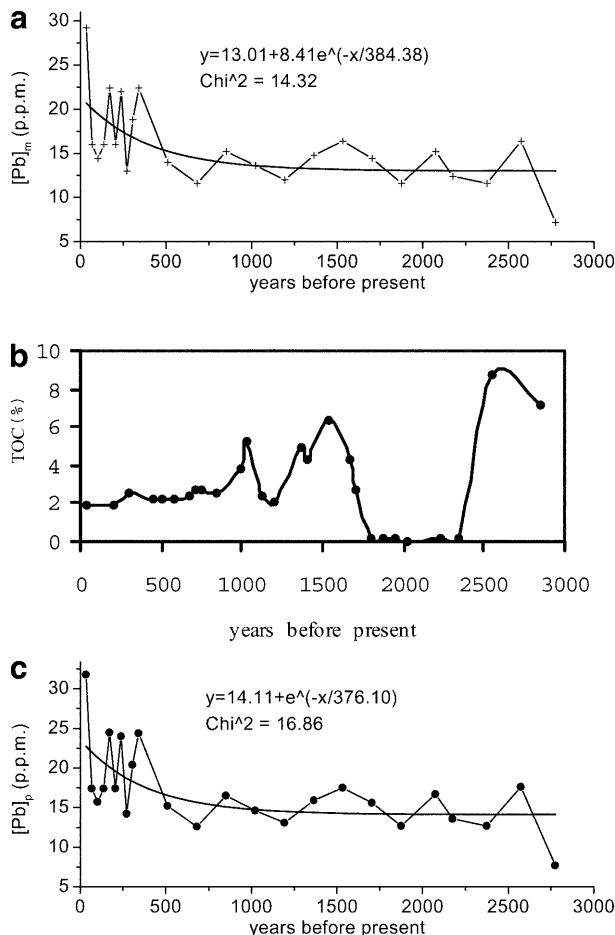 a
30
25
20
15
10
5
[Pb]m (p.p.m.)
y=13.01+8.41e^(-x/384.38)
Chi^2 = 14.32
0 500 1000 1500 2000 2500 3000
years before present
b
10
8
6
4
2
0
TOC (%)
0 500 1000 1500 2000 2500 3000
years before present
c
30
25
20
15
10
5
[Pb]p (p.p.m.)
y=14.11+e^(-x/376.10)
Chi^2 = 16.86
0 500 1000 1500 2000 2500 3000
years before present